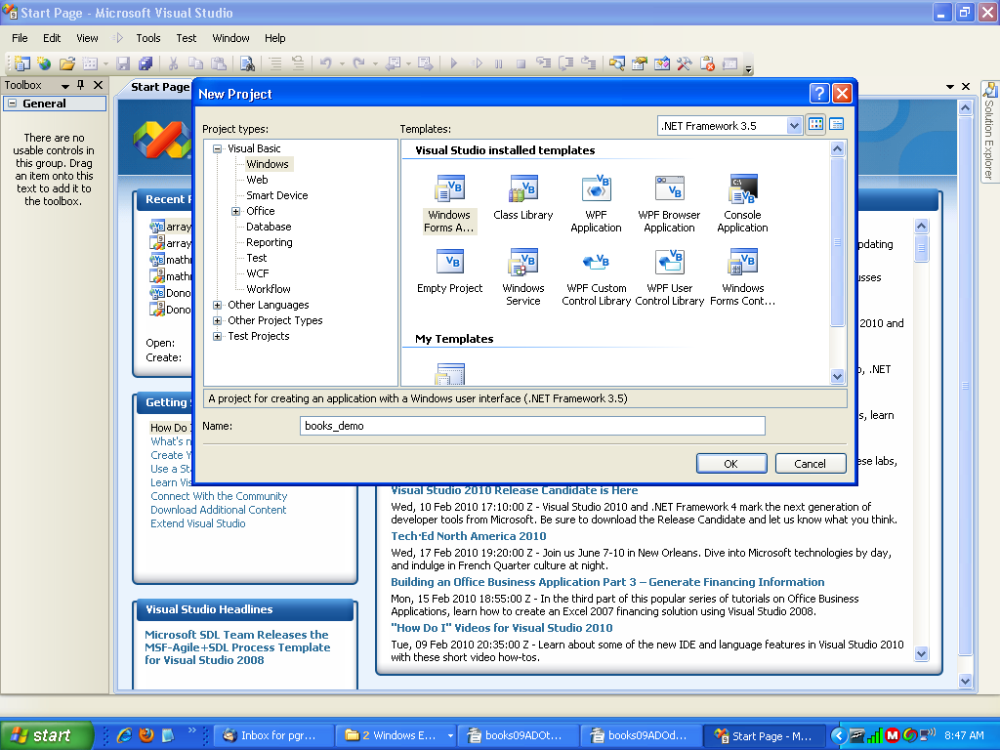 Start Page - Microsoft Visual Studio
File Edit View Tools Test Window Help
Toolbox
General
There are no
usable controls in
this group. Drag
an item onto this
text to add it to
the toolbox.
Start Page
Solution Explorer
New Project
Project types:
Visual Basic
Windows
Web
Smart Device
Office
Database
Reporting
Test
WCF
Workflow
Other Languages
Other Project Types
Test Projects
Templates:
.NET Framework 3.5
Visual Studio installed templates
Windows
Forms A...
Class Library
WPF
Application
WPF Browser
Application
Console
Application
Empty Project
Windows
Service
WPF Custom
Control Library
WPF User
Control Library
Windows
Forms Cont...
My Templates
A project for creating an application with a Windows user interface (.NET Framework 3.5)
Name:
books_demo
OK Cancel
Recent
array
array
Dono
Dono
Open:
Create:
Getting
How Do I
What's n
Create Y
Use a St
Learn Vis
Connect With the Community
Download Additional Content
Extend Visual Studio
Visual Studio Headlines
Microsoft SDL Team Releases the
MSF-Agile+SDL Process Template
for Visual Studio 2008
pdating
usses
2010 and
, .NET
s, learn
ese labs,
Visual Studio 2010 Release Candidate is Here
Wed, 10 Feb 2010 17:10:00 Z - Visual Studio 2010 and .NET Framework 4 mark the next generation of
developer tools from Microsoft. Be sure to download the Release Candidate and let us know what you think.
Tech·Ed North America 2010
Wed, 17 Feb 2010 19:20:00 Z - Join us June 7-10 in New Orleans. Dive into Microsoft technologies by day,
and indulge in French Quarter culture at night.
Building an Office Business Application Part 3 – Generate Financing Information
Mon, 15 Feb 2010 18:55:00 Z - In the third part of this popular series of tutorials on Office Business
Applications, learn how to create an Excel 2007 financing solution using Visual Studio 2008.
"How Do I" Videos for Visual Studio 2010
Tue, 09 Feb 2010 20:35:00 Z - Learn about some of the new IDE and language features in Visual Studio 2010
with these short video how-tos.
start
Inbox for pgr...
2 Windows E...
books09ADOt...
books09ADOd...
Start Page - M...
8:47 AM